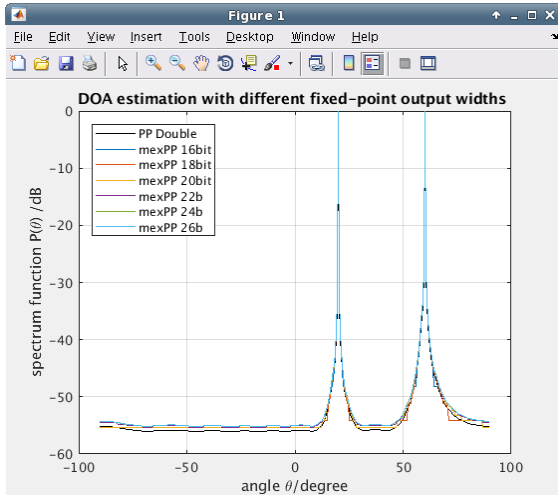 Figure 1
File Edit View Insert Tools Desktop Window Help
DOA estimation with different fixed-point output widths
0
-10
-20
-30
-40
-50
-60
spectrum function P(θ) /dB
PP Double
mexPP 16bit
mexPP 18bit
mexPP 20bit
mexPP 22b
mexPP 24b
mexPP 26b
-100 -50 0 50 100
angle θ/degree